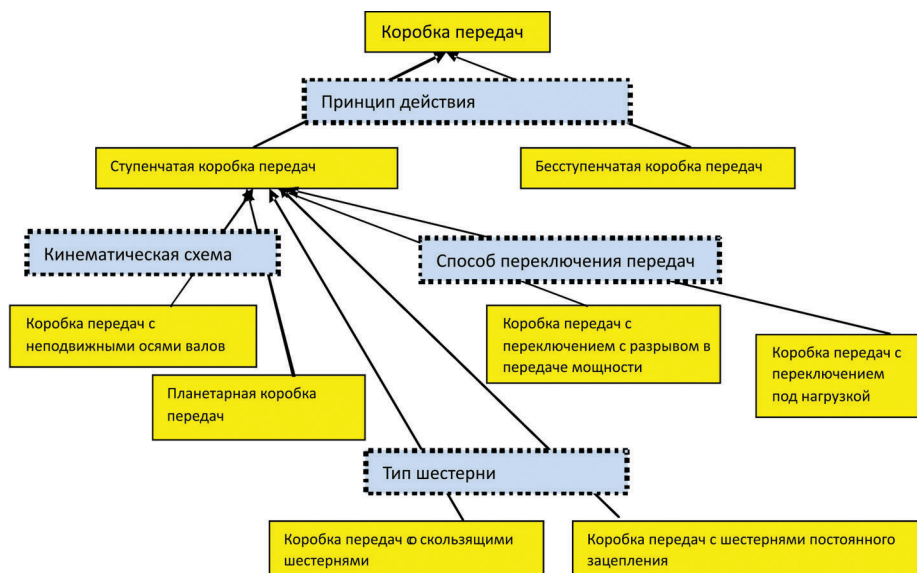 Коробка передач
Принцип действия
Ступенчатая коробка передач
Бесступенчатая коробка передач
Кинематическая схема
Способ переключения передач
Коробка передач с
неподвижными осями валов
Коробка передач с
переключением с разрывом в
передаче мощности
Коробка передач с
переключением
под нагрузкой
Планетарная коробка
передач
Тип шестерни
Коробка передач со скользящими
шестернями
Коробка передач с шестернями постоянного
зацепления